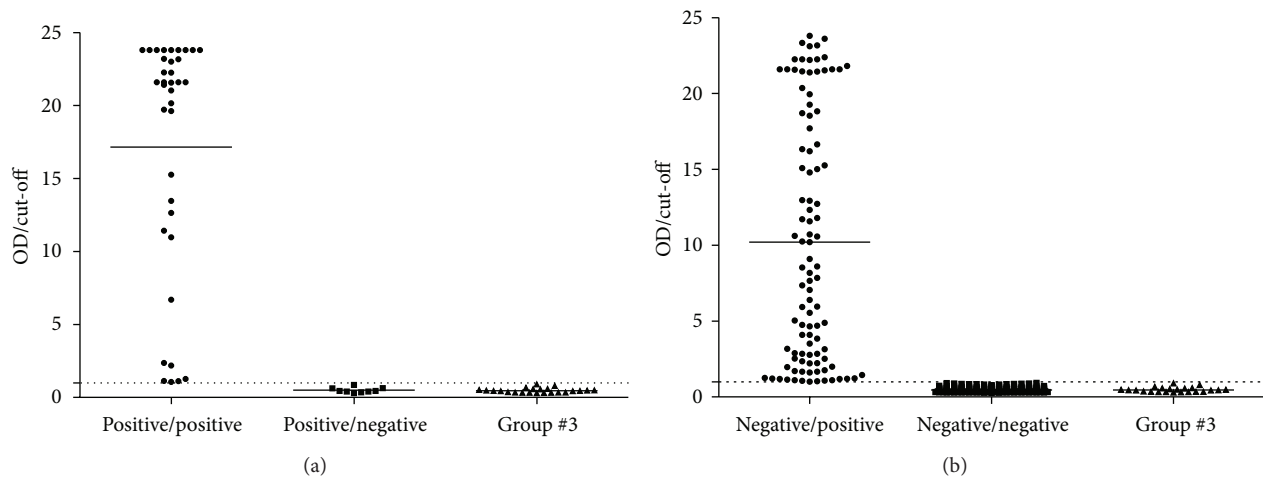 OD/cut-off
25
20
15
10
5
0
Positive/positive
Positive/negative
Group #3
(a)
OD/cut-off
25
20
15
10
5
0
Negative/positive
Negative/negative
Group #3
(b)